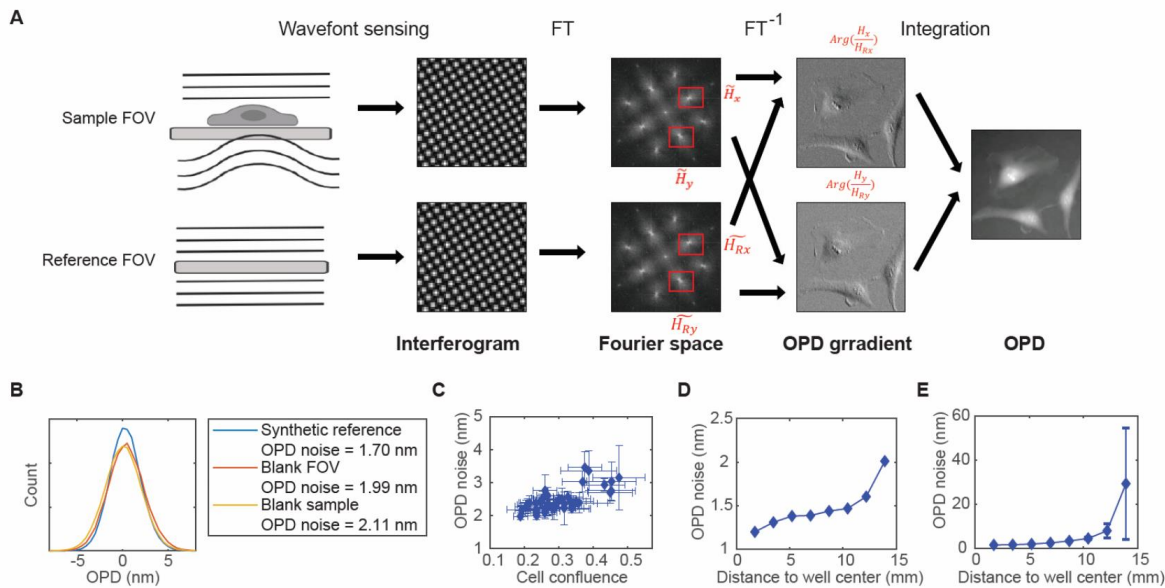 A
Wavefont sensing
FT
FT⁻¹
Integration
Sample FOV
Reference FOV
H̃x
H̃y
H̃Rx
H̃Ry
Arg(Hx/HRx)
Arg(Hy/HRy)
Interferogram
Fourier space
OPD grradient
OPD
B
Count
-5
0
5
OPD (nm)
Synthetic reference
OPD noise = 1.70 nm
Blank FOV
OPD noise = 1.99 nm
Blank sample
OPD noise = 2.11 nm
C
OPD noise (nm)
5
4
3
2
1
0.1 0.2 0.3 0.4 0.5
Cell confluence
D
OPD noise (nm)
2.5
2
1.5
1
0 5 10 15
Distance to well center (mm)
E
OPD noise (nm)
60
40
20
0
0 5 10 15
Distance to well center (mm)